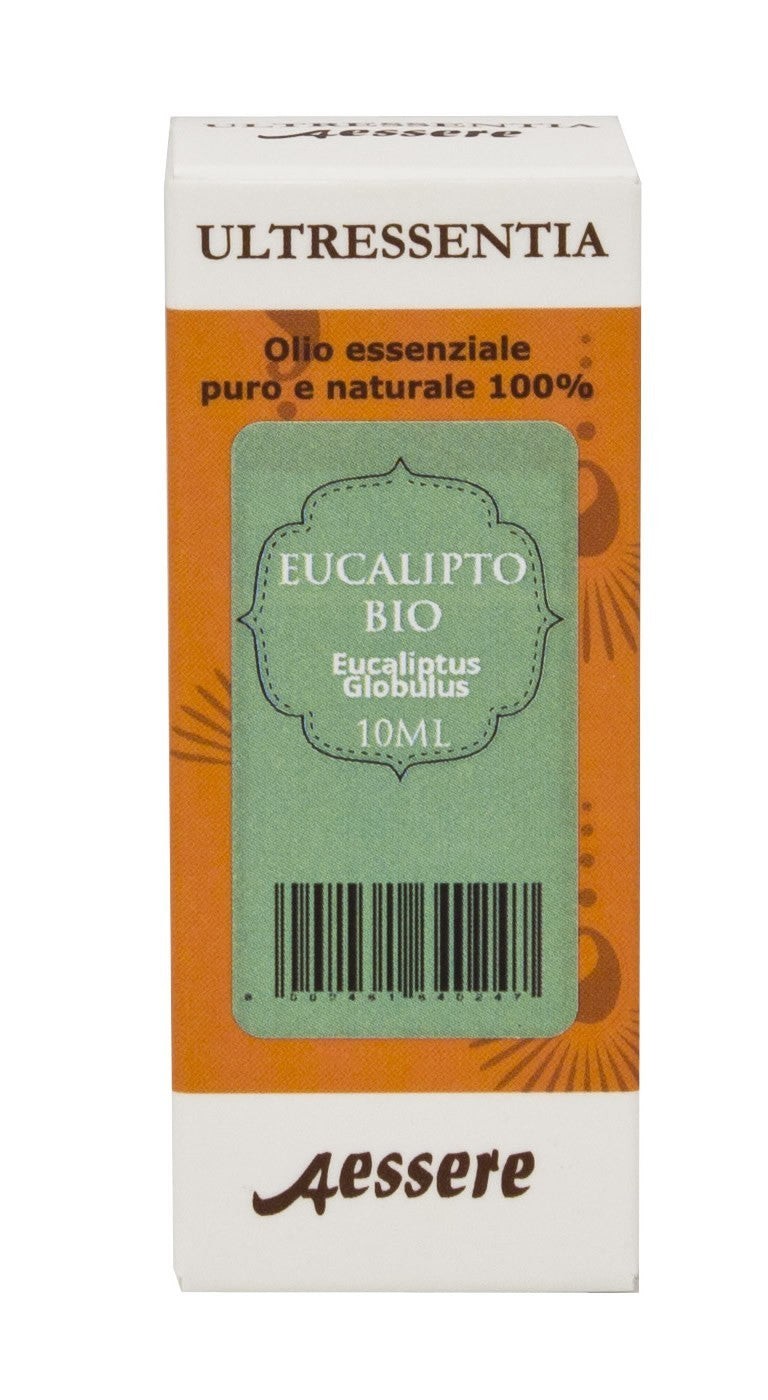 ULTRESSENTIA
Aessere
ULTRESSENTIA
Olio essenziale
puro e naturale 100%
EUCALIPTO
BIO
Eucaliptus
Globulus
10ML
Aessere